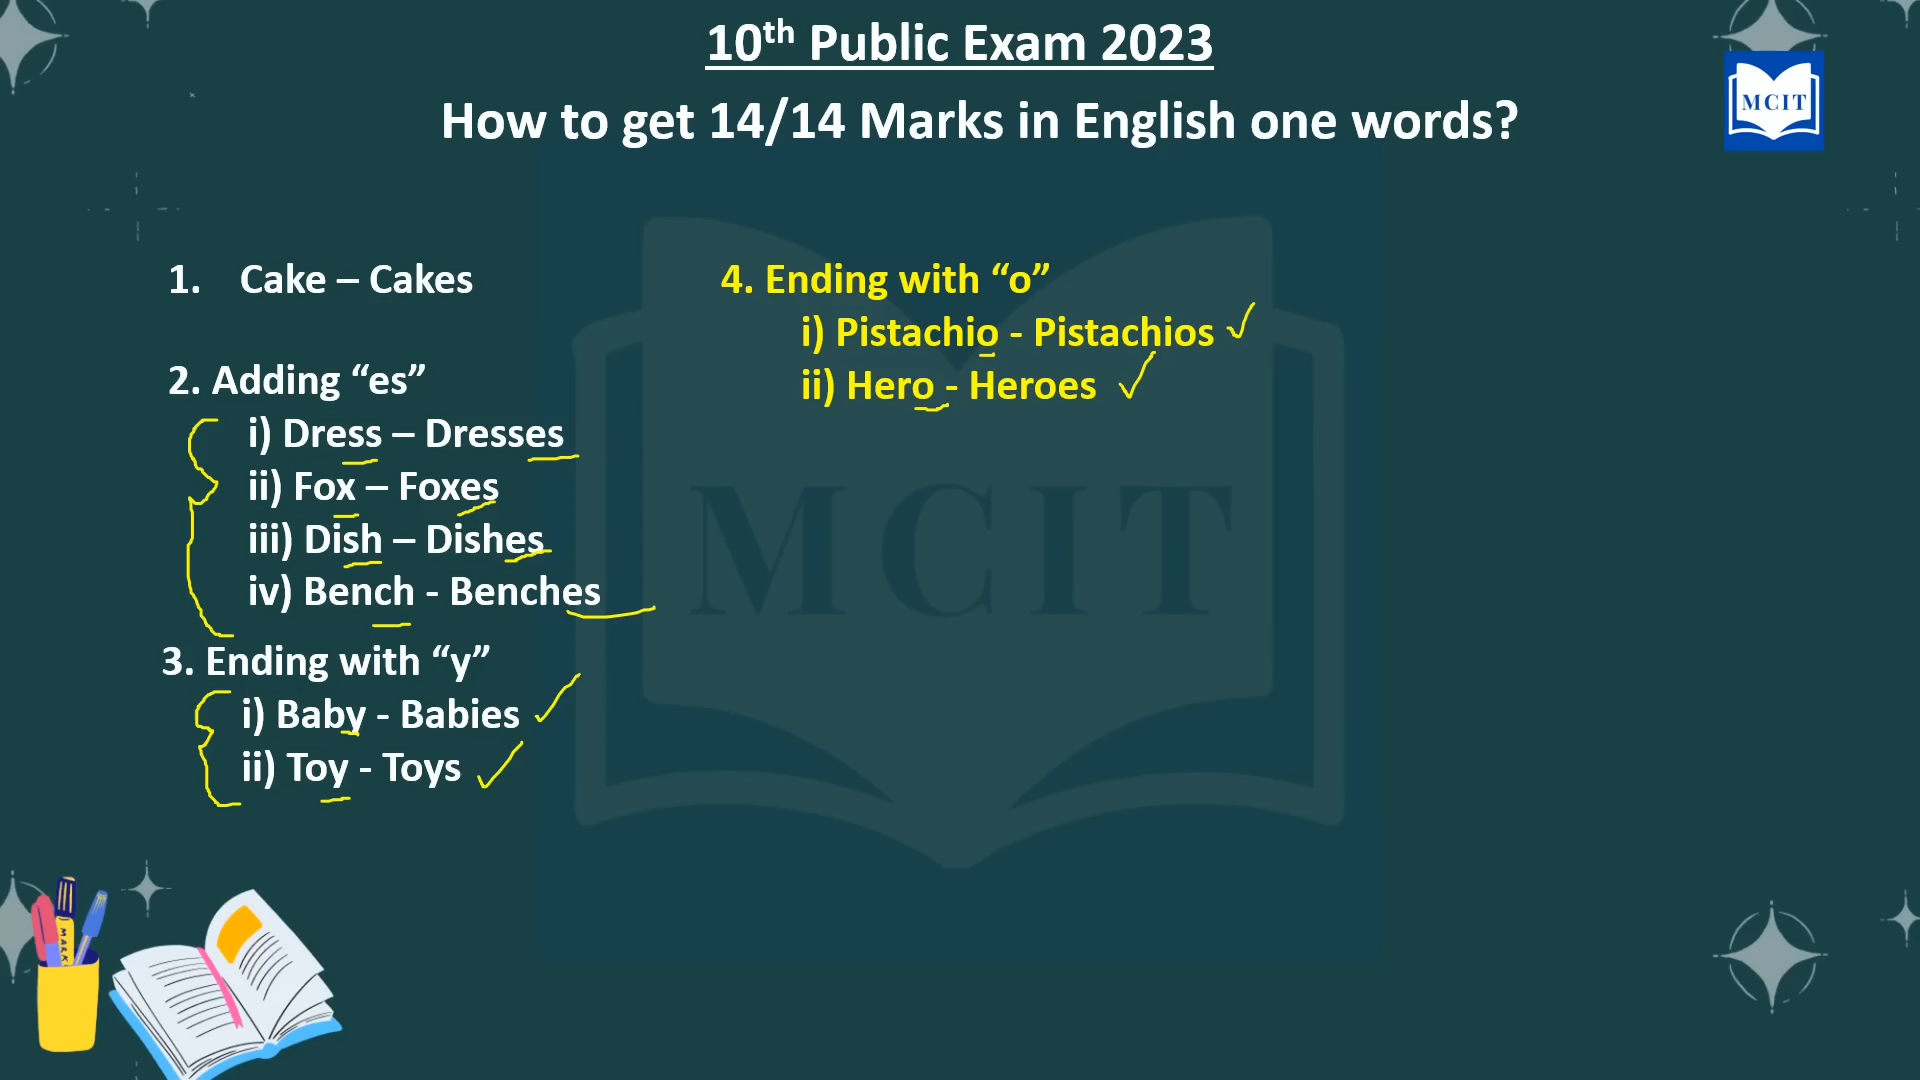 10th Public Exam 2023
How to get 14/14 Marks in English one words?
MCIT
1. Cake – Cakes
2. Adding “es”
i) Dress – Dresses
ii) Fox – Foxes
iii) Dish – Dishes
iv) Bench - Benches
3. Ending with “y”
i) Baby - Babies
ii) Toy - Toys
4. Ending with “o”
i) Pistachio - Pistachios
ii) Hero - Heroes
MCIT
MARK